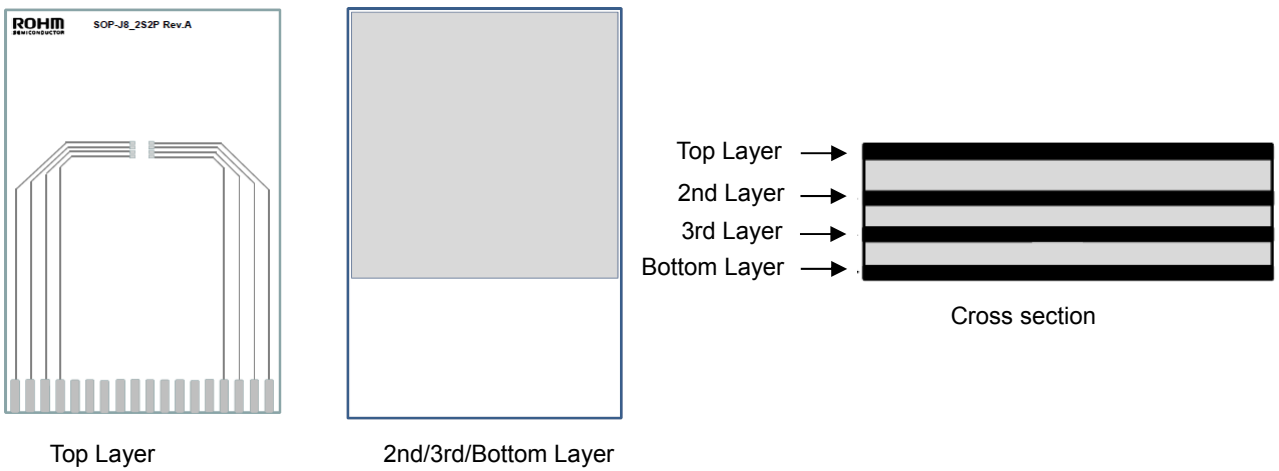 ROHM
SEMICONDUCTOR
SOP-J8_2S2P Rev.A
Top Layer
2nd Layer
3rd Layer
Bottom Layer
Cross section
Top Layer
2nd/3rd/Bottom Layer